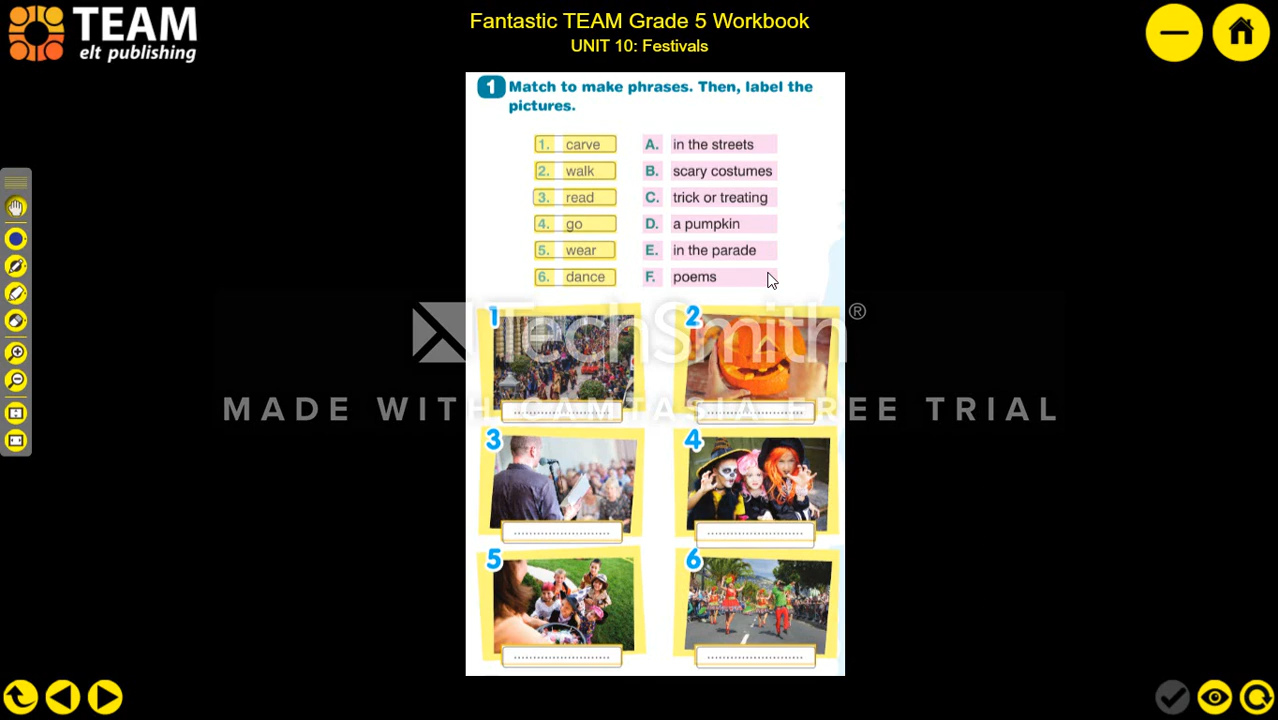 TEAM
elt publishing
Fantastic TEAM Grade 5 Workbook
UNIT 10: Festivals
1 Match to make phrases. Then, label the
pictures.
1. carve A. in the streets
2. walk B. scary costumes
3. read C. trick or treating
4. go D. a pumpkin
5. wear E. in the parade
6. dance F. poems
1 2
TechSmith®
MADE WITH CAMTASIA FREE TRIAL
3 4
5 6